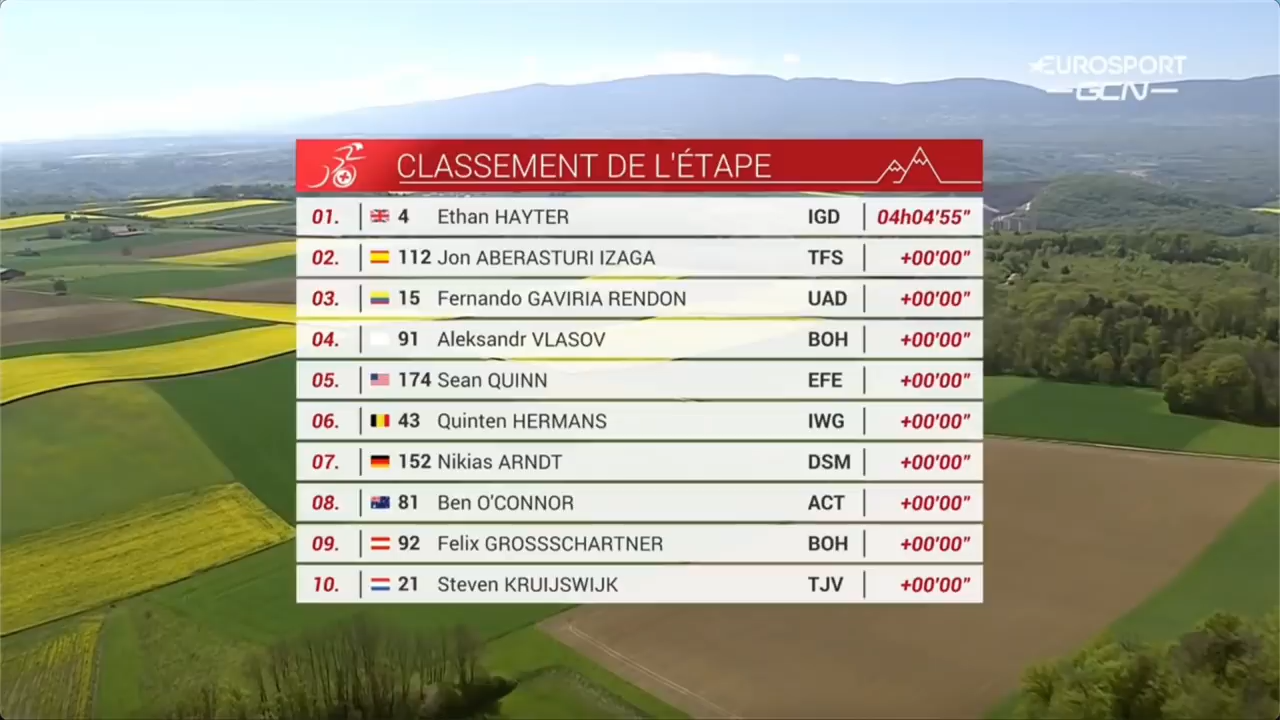 EUROSPORT
GCN
CLASSEMENT DE L'ÉTAPE
01. 4 Ethan HAYTER IGD 04h04'55"
02. 112 Jon ABERASTURI IZAGA TFS +00'00"
03. 15 Fernando GAVIRIA RENDON UAD +00'00"
04. 91 Aleksandr VLASOV BOH +00'00"
05. 174 Sean QUINN EFE +00'00"
06. 43 Quinten HERMANS IWG +00'00"
07. 152 Nikias ARNDT DSM +00'00"
08. 81 Ben O'CONNOR ACT +00'00"
09. 92 Felix GROSSSCHARTNER BOH +00'00"
10. 21 Steven KRUIJSWIJK TJV +00'00"